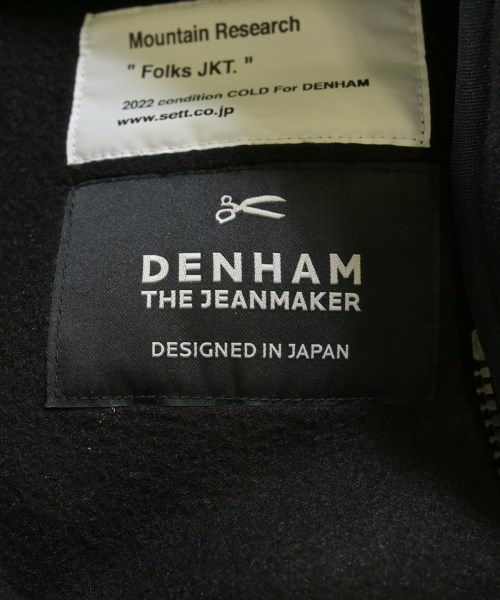 Mountain Research
" Folks JKT. "
2022 condition COLD For DENHAM
www.sett.co.jp
DENHAM
THE JEANMAKER
DESIGNED IN JAPAN